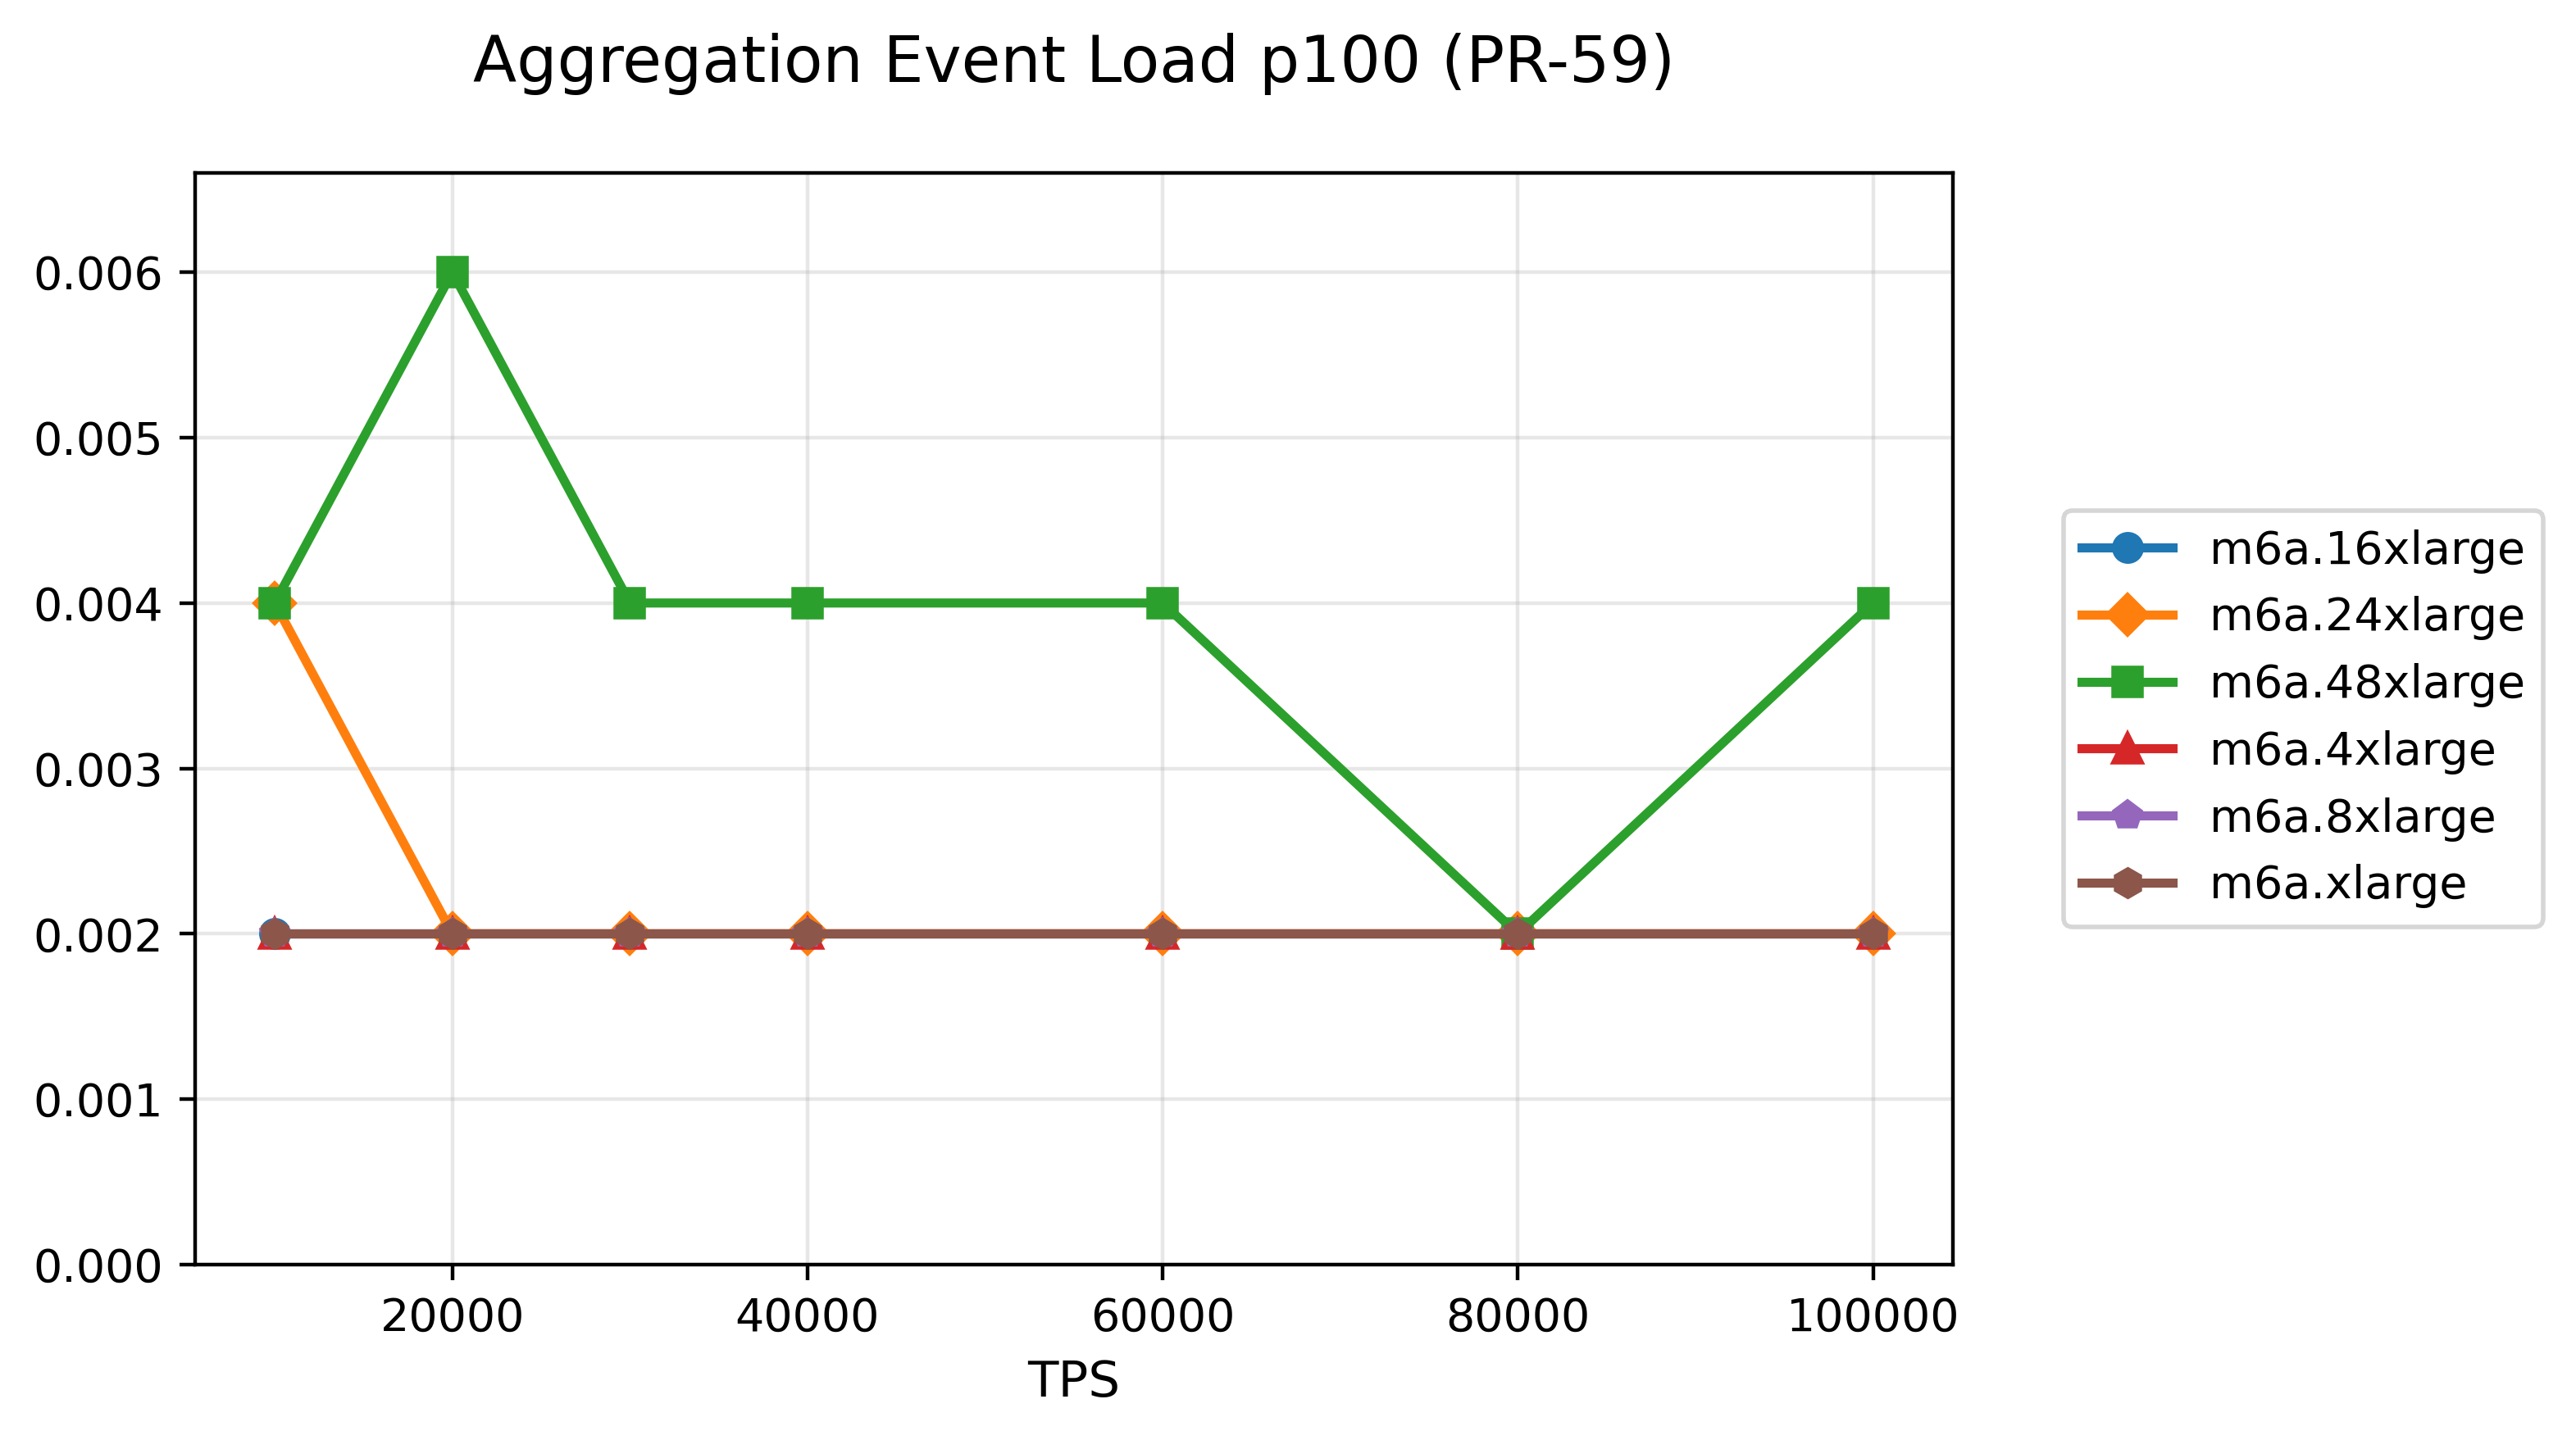 Aggregation Event Load p100 (PR-59)
0.006
0.005
0.004
0.003
0.002
0.001
0.000
20000 40000 60000 80000 100000
TPS
m6a.16xlarge
m6a.24xlarge
m6a.48xlarge
m6a.4xlarge
m6a.8xlarge
m6a.xlarge